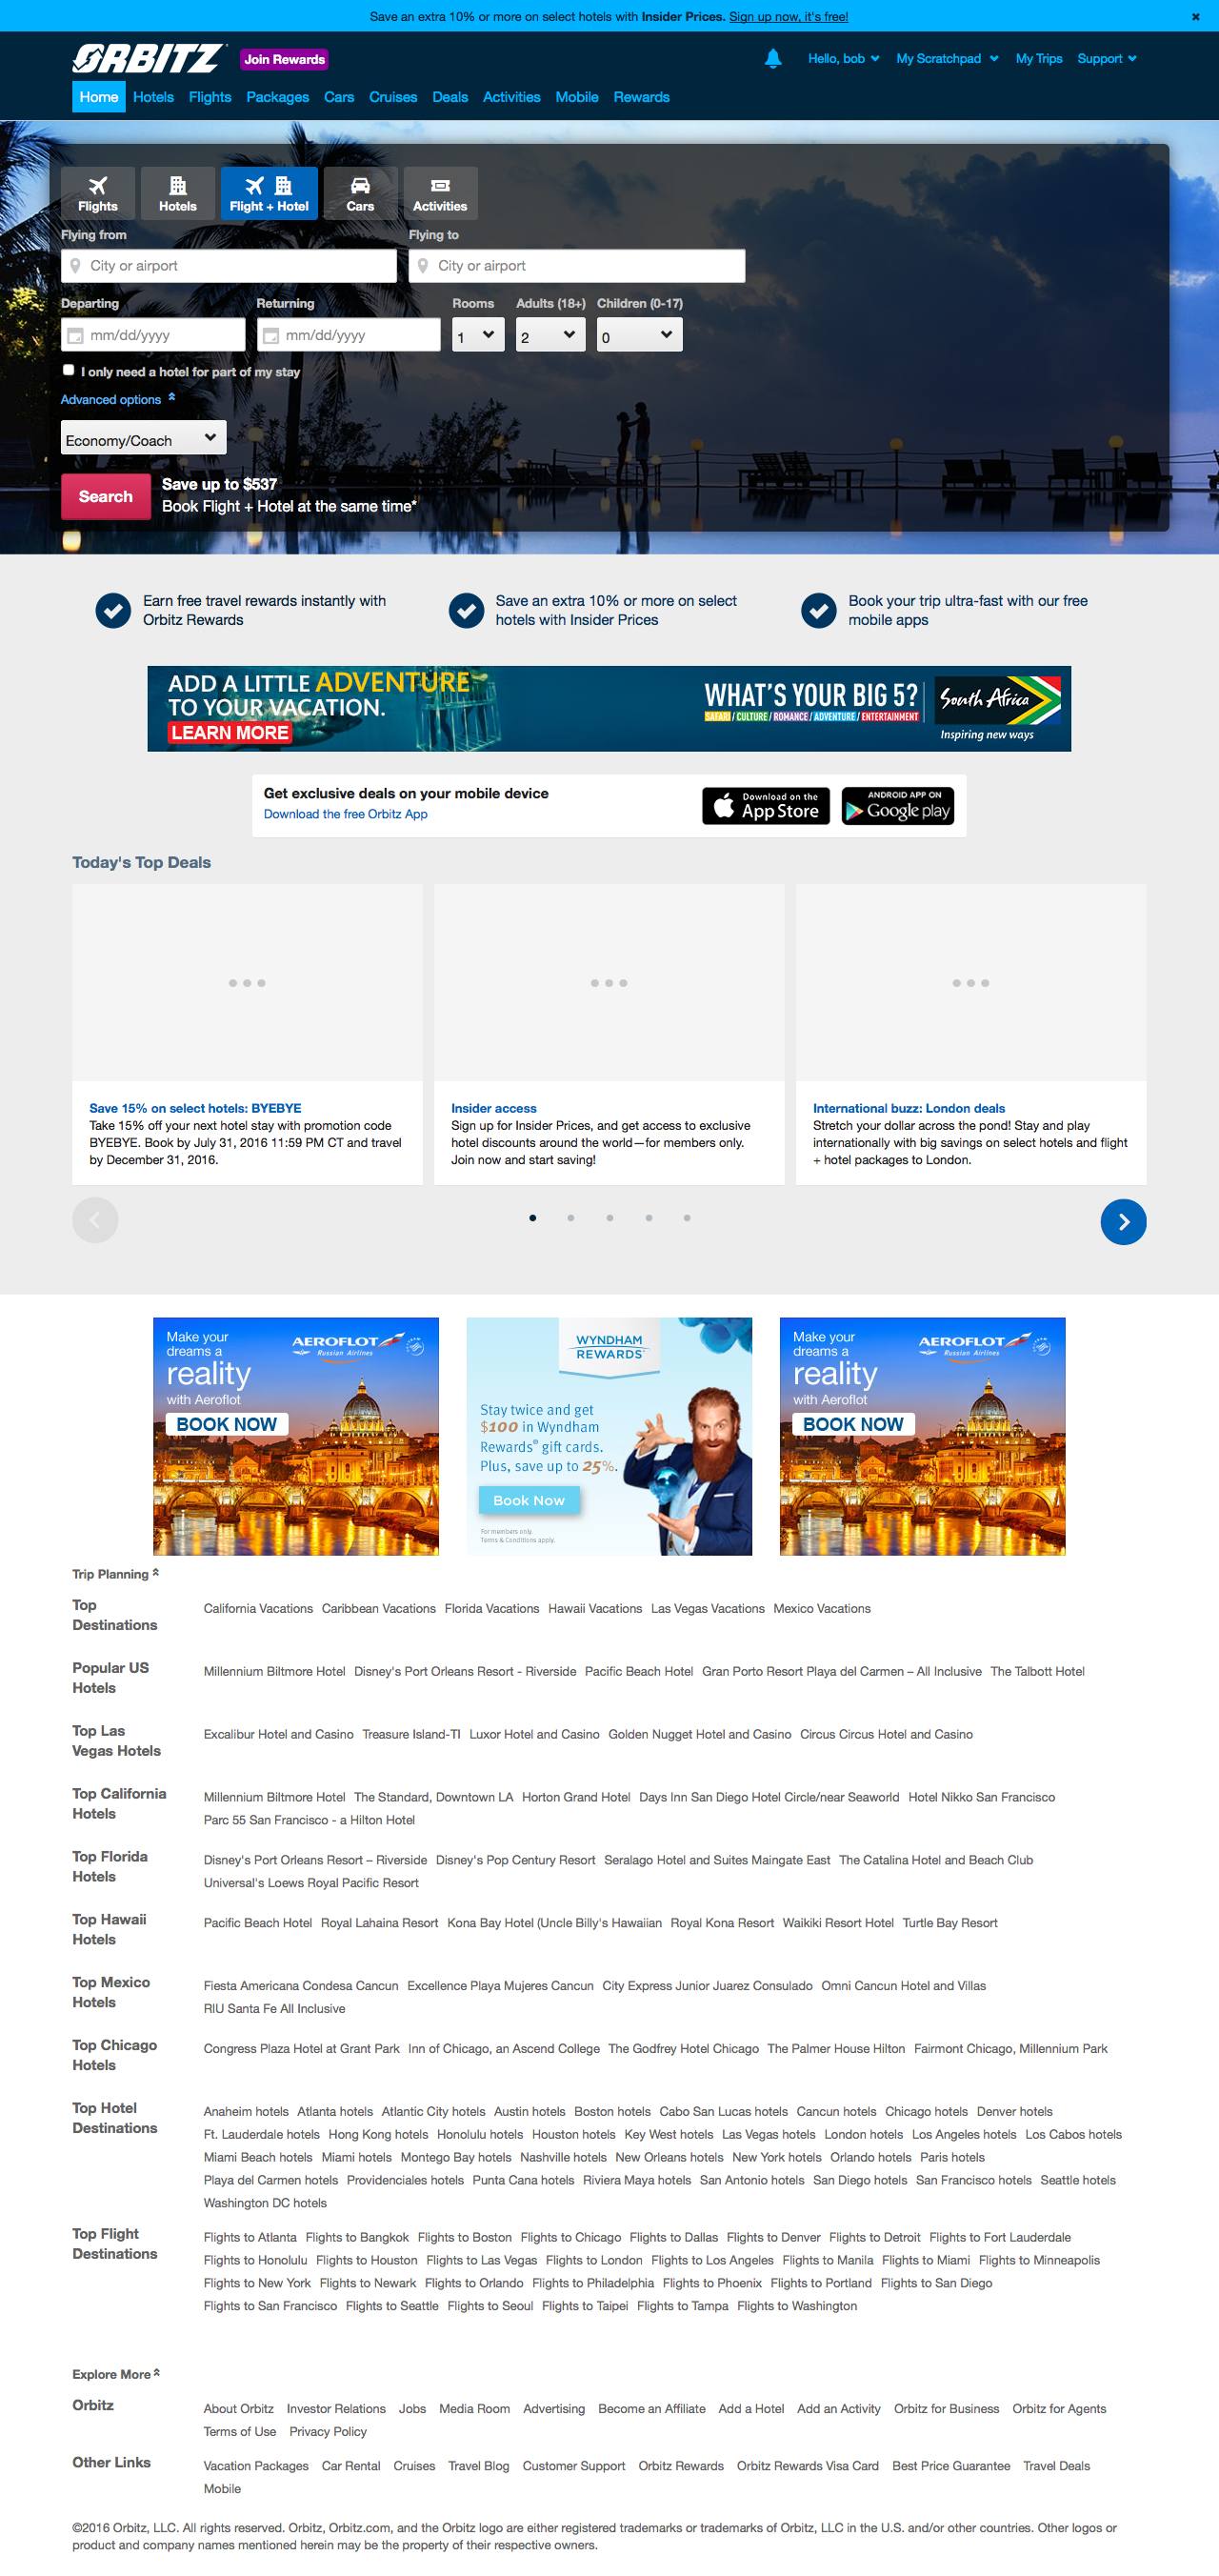 Save an extra 10% or more on select hotels with Insider Prices. Sign up now, it's free!
ORBITZ
Join Rewards
Hello, bob
My Scratchpad
My Trips
Support
Home
Hotels
Flights
Packages
Cars
Cruises
Deals
Activities
Mobile
Rewards
Flights
Hotels
Flight + Hotel
Cars
Activities
Flying from
Flying to
City or airport
City or airport
Departing
Returning
Rooms
Adults (18+)
Children (0-17)
mm/dd/yyyy
mm/dd/yyyy
1
2
0
I only need a hotel for part of my stay
Advanced options
Economy/Coach
Search
Save up to $537
Book Flight + Hotel at the same time*
Earn free travel rewards instantly with
Orbitz Rewards
Save an extra 10% or more on select
hotels with Insider Prices
Book your trip ultra-fast with our free
mobile apps
ADD A LITTLE ADVENTURE
TO YOUR VACATION.
LEARN MORE
WHAT'S YOUR BIG 5?
SAFARI / CULTURE / ROMANCE / ADVENTURE / ENTERTAINMENT
South Africa
Inspiring new ways
Get exclusive deals on your mobile device
Download the free Orbitz App
Download on the
App Store
ANDROID APP ON
Google play
Today's Top Deals
Save 15% on select hotels: BYEBYE
Take 15% off your next hotel stay with promotion code
BYEBYE. Book by July 31, 2016 11:59 PM CT and travel
by December 31, 2016.
Insider access
Sign up for Insider Prices, and get access to exclusive
hotel discounts around the world—for members only.
Join now and start saving!
International buzz: London deals
Stretch your dollar across the pond! Stay and play
internationally with big savings on select hotels and flight
+ hotel packages to London.
Make your
dreams a
reality
with Aeroflot
BOOK NOW
AEROFLOT
Russian Airlines
WYNDHAM
REWARDS
Stay twice and get
$100 in Wyndham
Rewards® gift cards.
Plus, save up to 25%.
Book Now
For members only.
Terms & Conditions apply.
Make your
dreams a
reality
with Aeroflot
BOOK NOW
AEROFLOT
Russian Airlines
Trip Planning
Top
Destinations
California Vacations Caribbean Vacations Florida Vacations Hawaii Vacations Las Vegas Vacations Mexico Vacations
Popular US
Hotels
Millennium Biltmore Hotel Disney's Port Orleans Resort - Riverside Pacific Beach Hotel Gran Porto Resort Playa del Carmen – All Inclusive The Talbott Hotel
Top Las
Vegas Hotels
Excalibur Hotel and Casino Treasure Island-TI Luxor Hotel and Casino Golden Nugget Hotel and Casino Circus Circus Hotel and Casino
Top California
Hotels
Millennium Biltmore Hotel The Standard, Downtown LA Horton Grand Hotel Days Inn San Diego Hotel Circle/near Seaworld Hotel Nikko San Francisco
Parc 55 San Francisco - a Hilton Hotel
Top Florida
Hotels
Disney's Port Orleans Resort – Riverside Disney's Pop Century Resort Seralago Hotel and Suites Maingate East The Catalina Hotel and Beach Club
Universal's Loews Royal Pacific Resort
Top Hawaii
Hotels
Pacific Beach Hotel Royal Lahaina Resort Kona Bay Hotel (Uncle Billy's Hawaiian Royal Kona Resort Waikiki Resort Hotel Turtle Bay Resort
Top Mexico
Hotels
Fiesta Americana Condesa Cancun Excellence Playa Mujeres Cancun City Express Junior Juarez Consulado Omni Cancun Hotel and Villas
RIU Santa Fe All Inclusive
Top Chicago
Hotels
Congress Plaza Hotel at Grant Park Inn of Chicago, an Ascend College The Godfrey Hotel Chicago The Palmer House Hilton Fairmont Chicago, Millennium Park
Top Hotel
Destinations
Anaheim hotels Atlanta hotels Atlantic City hotels Austin hotels Boston hotels Cabo San Lucas hotels Cancun hotels Chicago hotels Denver hotels
Ft. Lauderdale hotels Hong Kong hotels Honolulu hotels Houston hotels Key West hotels Las Vegas hotels London hotels Los Angeles hotels Los Cabos hotels
Miami Beach hotels Miami hotels Montego Bay hotels Nashville hotels New Orleans hotels New York hotels Orlando hotels Paris hotels
Playa del Carmen hotels Providenciales hotels Punta Cana hotels Riviera Maya hotels San Antonio hotels San Diego hotels San Francisco hotels Seattle hotels
Washington DC hotels
Top Flight
Destinations
Flights to Atlanta Flights to Bangkok Flights to Boston Flights to Chicago Flights to Dallas Flights to Denver Flights to Detroit Flights to Fort Lauderdale
Flights to Honolulu Flights to Houston Flights to Las Vegas Flights to London Flights to Los Angeles Flights to Manila Flights to Miami Flights to Minneapolis
Flights to New York Flights to Newark Flights to Orlando Flights to Philadelphia Flights to Phoenix Flights to Portland Flights to San Diego
Flights to San Francisco Flights to Seattle Flights to Seoul Flights to Taipei Flights to Tampa Flights to Washington
Explore More
Orbitz
About Orbitz Investor Relations Jobs Media Room Advertising Become an Affiliate Add a Hotel Add an Activity Orbitz for Business Orbitz for Agents
Terms of Use Privacy Policy
Other Links
Vacation Packages Car Rental Cruises Travel Blog Customer Support Orbitz Rewards Orbitz Rewards Visa Card Best Price Guarantee Travel Deals
Mobile
©2016 Orbitz, LLC. All rights reserved. Orbitz, Orbitz.com, and the Orbitz logo are either registered trademarks or trademarks of Orbitz, LLC in the U.S. and/or other countries. Other logos or
product and company names mentioned herein may be the property of their respective owners.